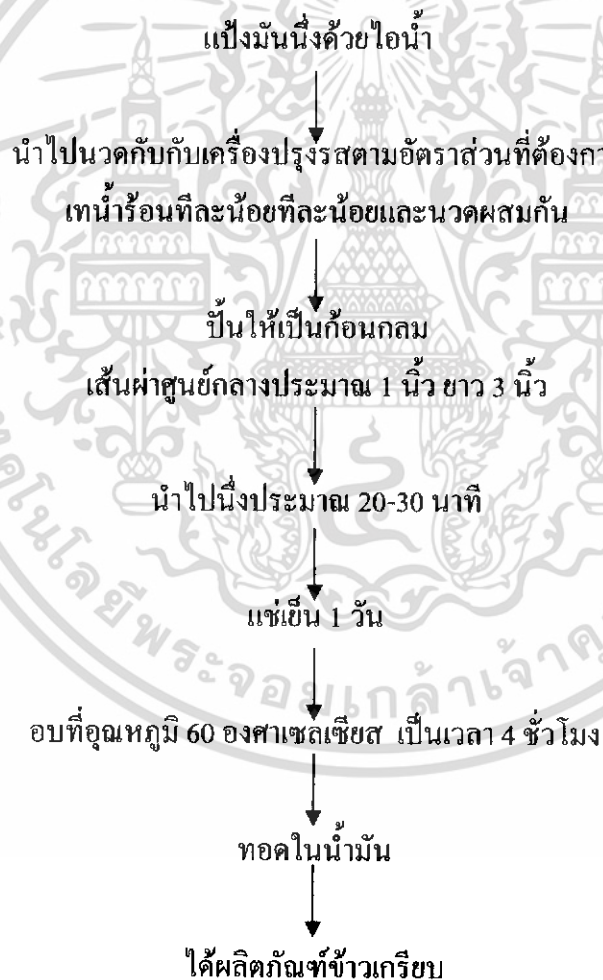 แป้งมันนึ่งด้วยไอน้ำ
นำไปนวดกับกับเครื่องปรุงรสตามอัตราส่วนที่ต้องกา
เทน้ำร้อนทีละน้อยทีละน้อยและนวดผสมกัน
ปั้นให้เป็นก้อนกลม
เส้นผ่าศูนย์กลางประมาณ 1 นิ้ว ยาว 3 นิ้ว
นำไปนึ่งประมาณ 20-30 นาที
แช่เย็น 1 วัน
อบที่อุณหภูมิ 60 องศาเซลเซียส เป็นเวลา 4 ชั่วโมง
ทอดในน้ำมัน
ได้ผลิตภัณฑ์ข้าวเกรียบ